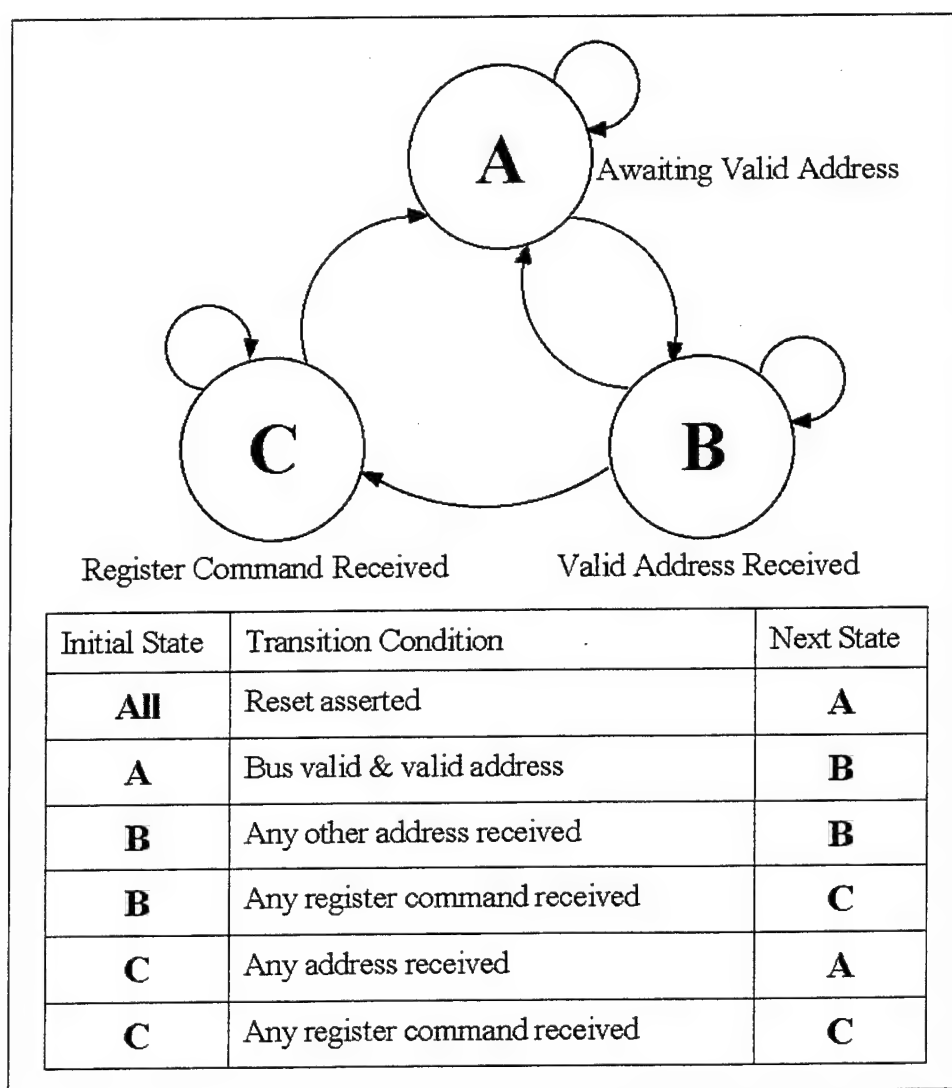 A
Awaiting Valid Address
C
B
Register Command Received
Valid Address Received
Initial State Transition Condition Next State
All Reset asserted A
A Bus valid & valid address B
B Any other address received B
B Any register command received C
C Any address received A
C Any register command received C